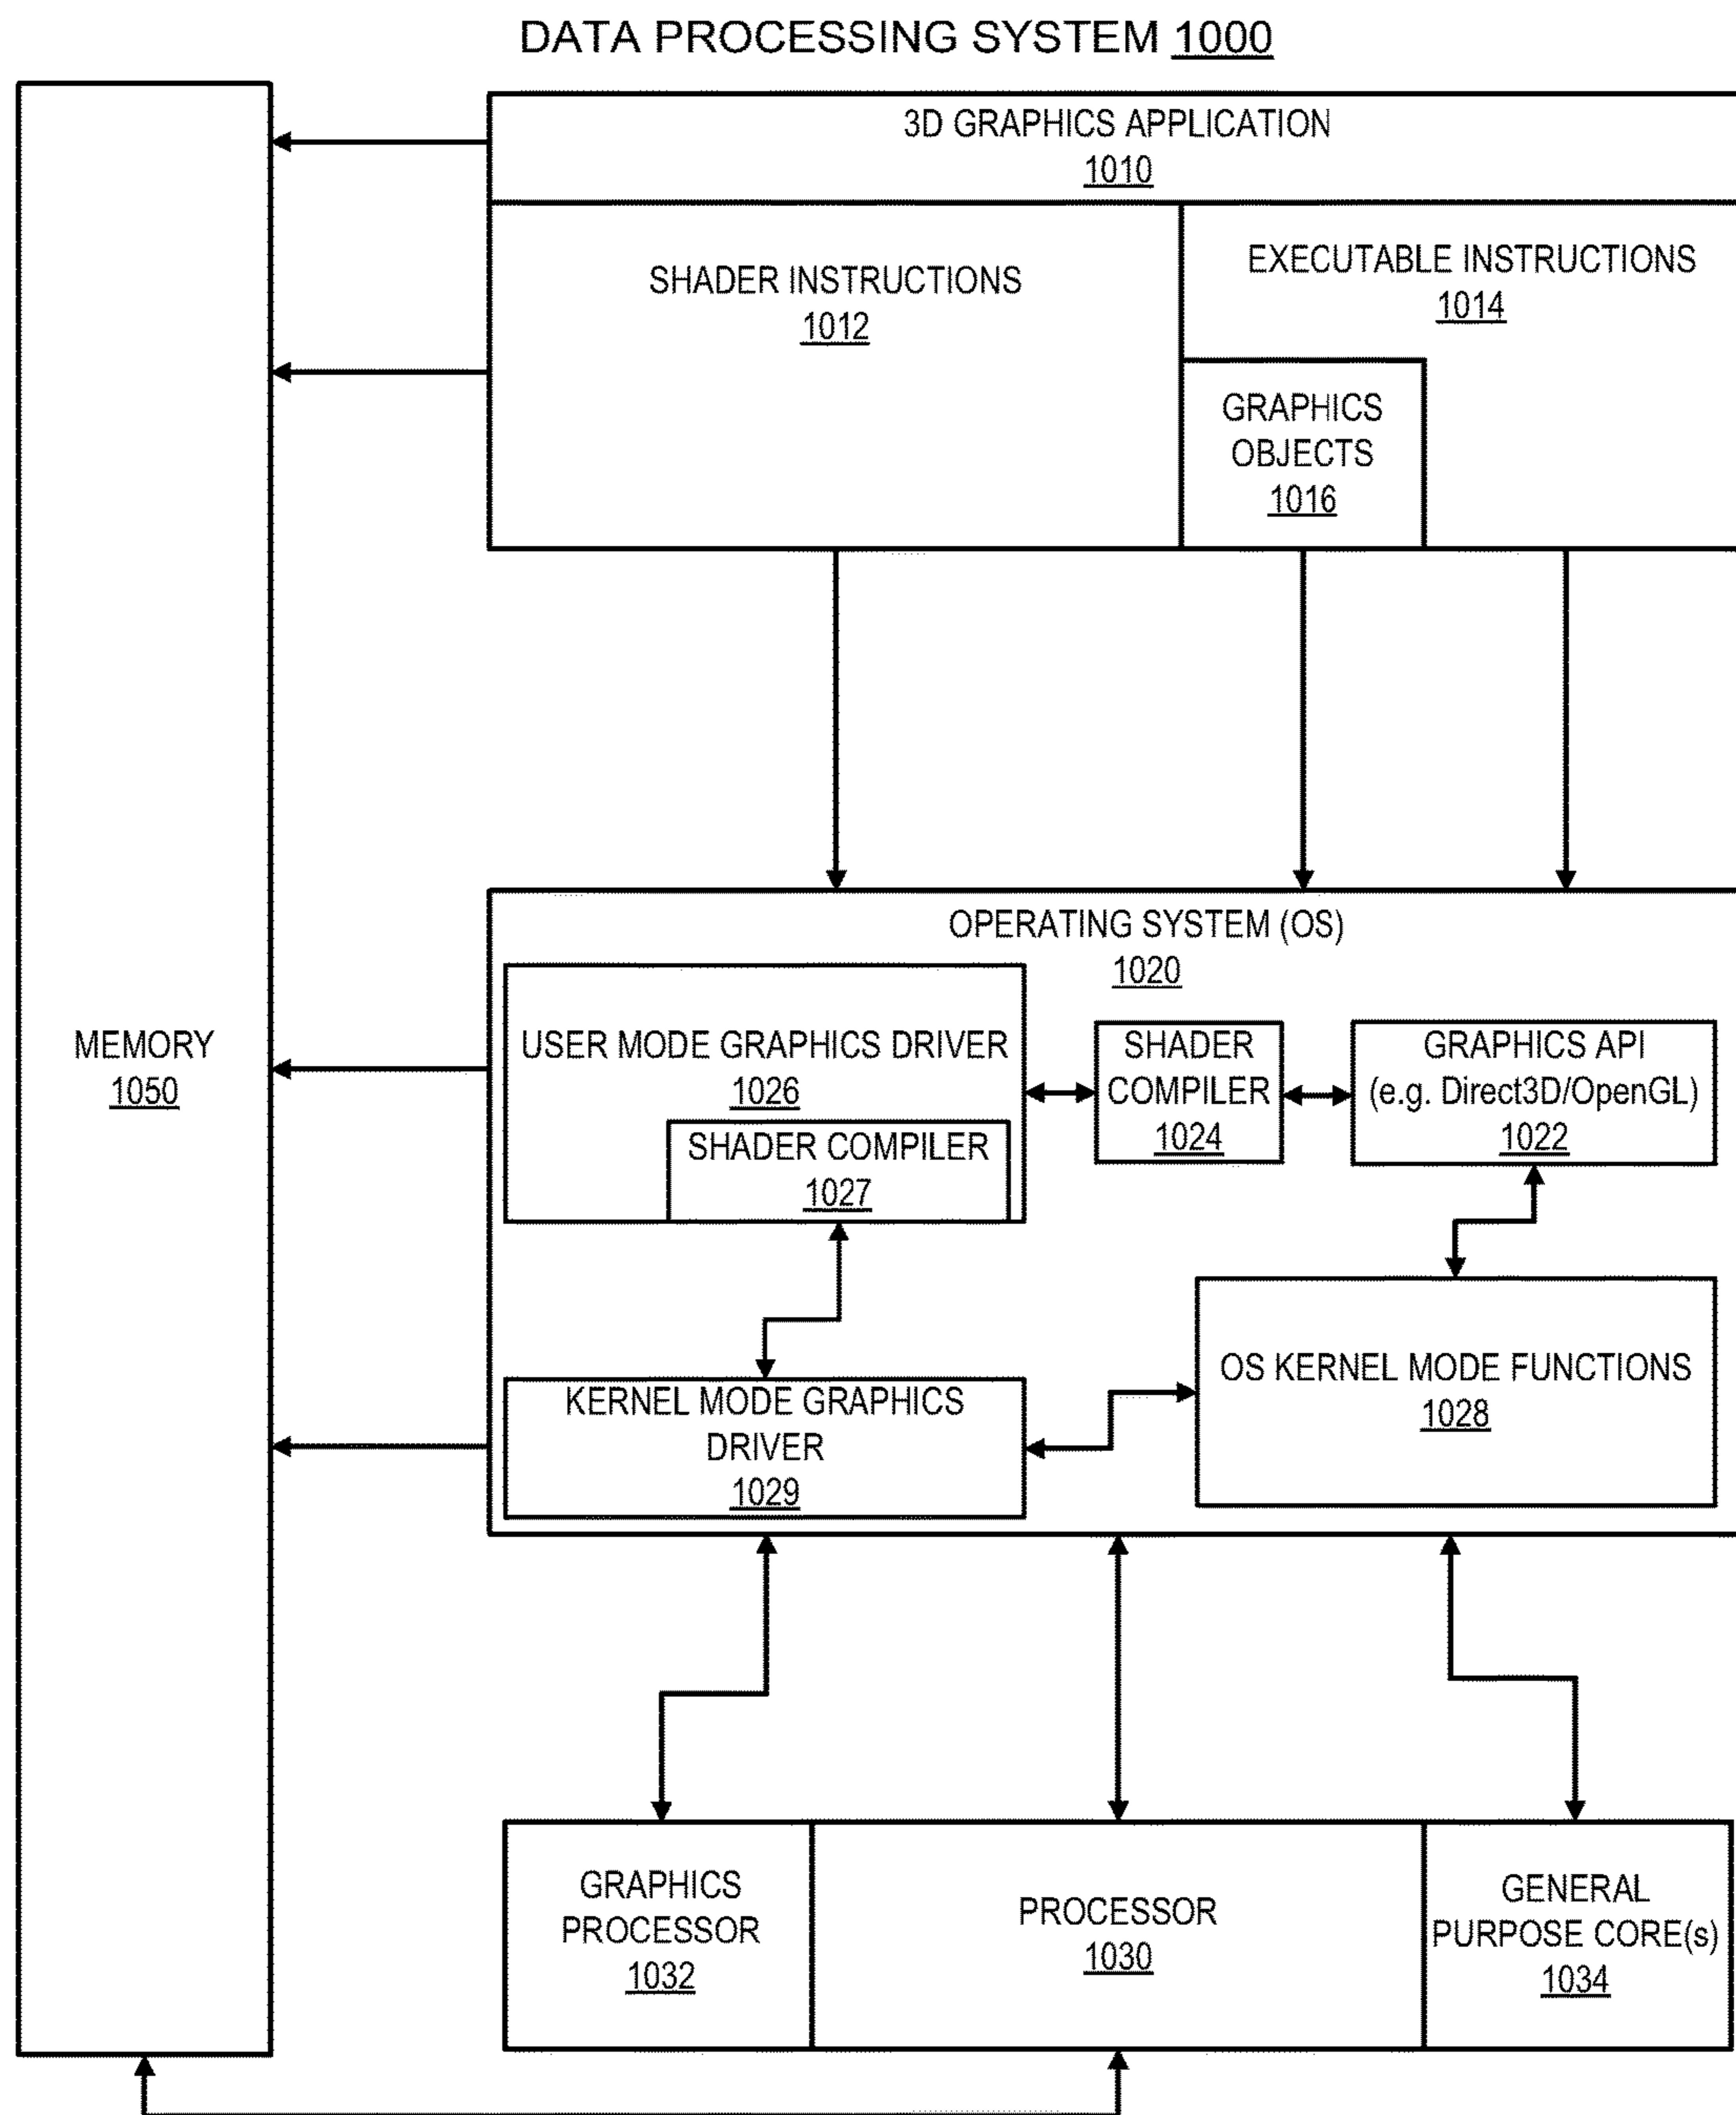 DATA PROCESSING SYSTEM 1000
3D GRAPHICS APPLICATION
1010
SHADER INSTRUCTIONS
1012
EXECUTABLE INSTRUCTIONS
1014
GRAPHICS
OBJECTS
1016
MEMORY
1050
OPERATING SYSTEM (OS)
1020
USER MODE GRAPHICS DRIVER
1026
SHADER COMPILER
1027
SHADER
COMPILER
1024
GRAPHICS API
(e.g. Direct3D/OpenGL)
1022
KERNEL MODE GRAPHICS
DRIVER
1029
OS KERNEL MODE FUNCTIONS
1028
GRAPHICS
PROCESSOR
1032
PROCESSOR
1030
GENERAL
PURPOSE CORE(s)
1034